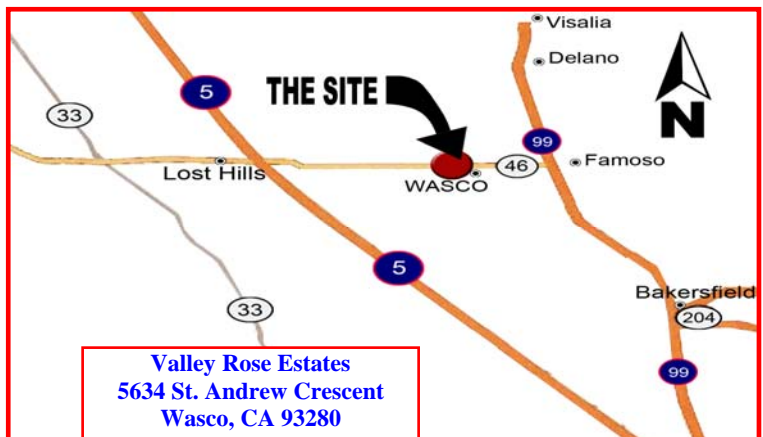 Visalia
Delano
5
THE SITE
33
99
N
Lost Hills
46
Famoso
WASCO
5
33
Bakersfield
204
99
Valley Rose Estates
5634 St. Andrew Crescent
Wasco, CA 93280